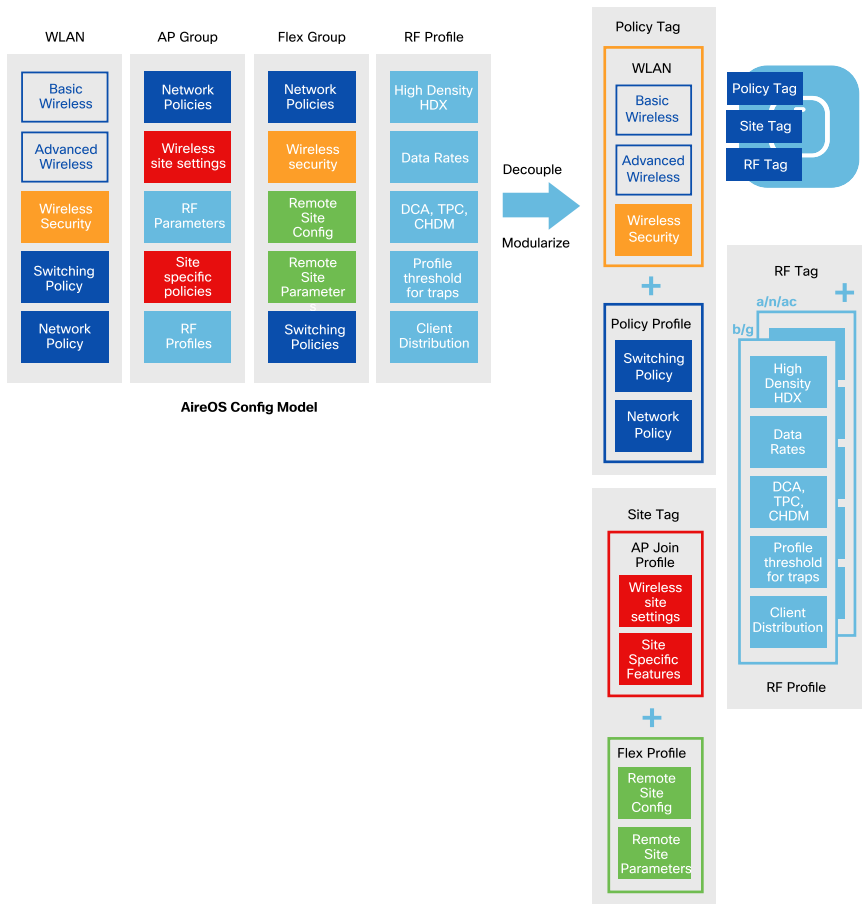 WLAN
Basic
Wireless
Advanced
Wireless
Wireless
Security
Switching
Policy
Network
Policy
AP Group
Network
Policies
Wireless
site settings
RF
Parameters
Site
specific
policies
RF
Profiles
Flex Group
Network
Policies
Wireless
security
Remote
Site
Config
Remote
Site
Parameter
s
Switching
Policies
RF Profile
High Density
HDX
Data Rates
DCA, TPC,
CHDM
Profile
threshold
for traps
Client
Distribution
AireOS Config Model
Decouple
Modularize
Policy Tag
WLAN
Basic
Wireless
Advanced
Wireless
Wireless
Security
+
Policy Profile
Switching
Policy
Network
Policy
Site Tag
AP Join
Profile
Wireless
site
settings
Site
Specific
Features
+
Flex Profile
Remote
Site
Config
Remote
Site
Parameters
Policy Tag
Site Tag
RF Tag
RF Tag
+
a/n/ac
b/g
High
Density
HDX
Data
Rates
DCA,
TPC,
CHDM
Profile
threshold
for traps
Client
Distribution
RF Profile